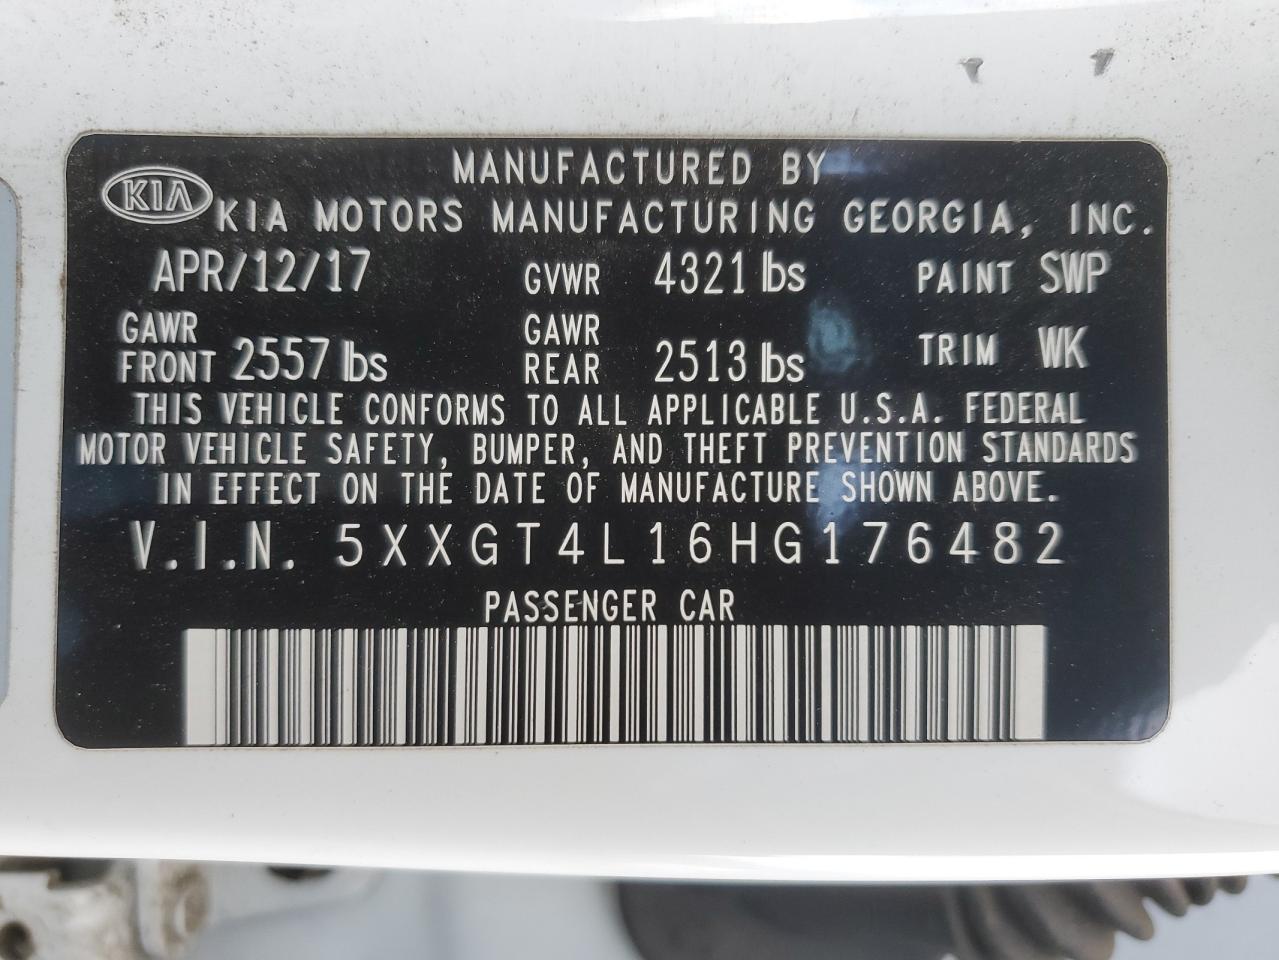 MANUFACTURED BY
KIA KIA MOTORS MANUFACTURING GEORGIA, INC.
APR/12/17 GVWR 4321 lbs PAINT SWP
GAWR FRONT 2557 lbs GAWR REAR 2513 lbs TRIM WK
THIS VEHICLE CONFORMS TO ALL APPLICABLE U.S.A. FEDERAL
MOTOR VEHICLE SAFETY, BUMPER, AND THEFT PREVENTION STANDARDS
IN EFFECT ON THE DATE OF MANUFACTURE SHOWN ABOVE.
V.I.N. 5XXGT4L16HG176482
PASSENGER CAR